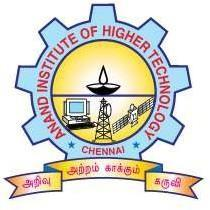 ANAND INSTITUTE OF HIGHER TECHNOLOGY
CHENNAI
அறிவு அற்றம் காக்கும் கருவி